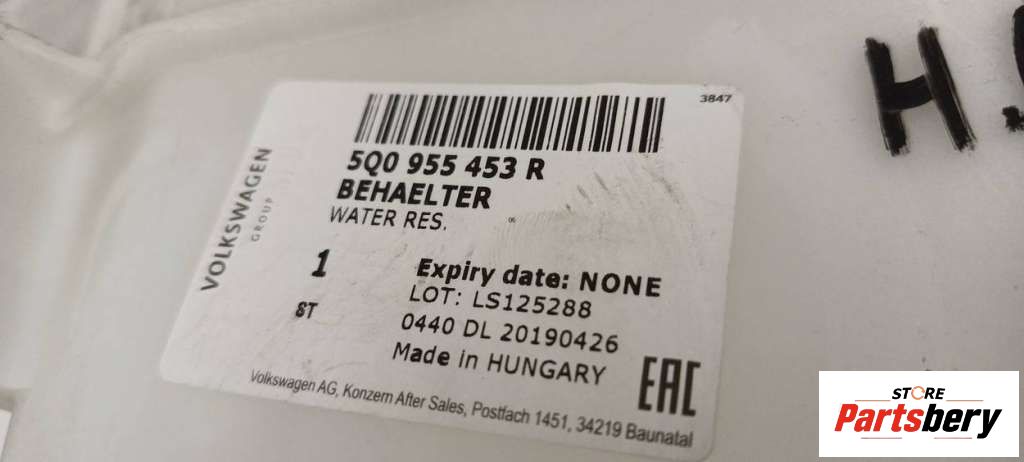 3847
5Q0 955 453 R
BEHAELTER
WATER RES.
VOLKSWAGEN
GROUP
1
ST
Expiry date: NONE
LOT: LS125288
0440 DL 20190426
Made in HUNGARY
EAC
Volkswagen AG, Konzern After Sales, Postfach 1451, 34219 Baunatal
H.
STORE
Partsbery